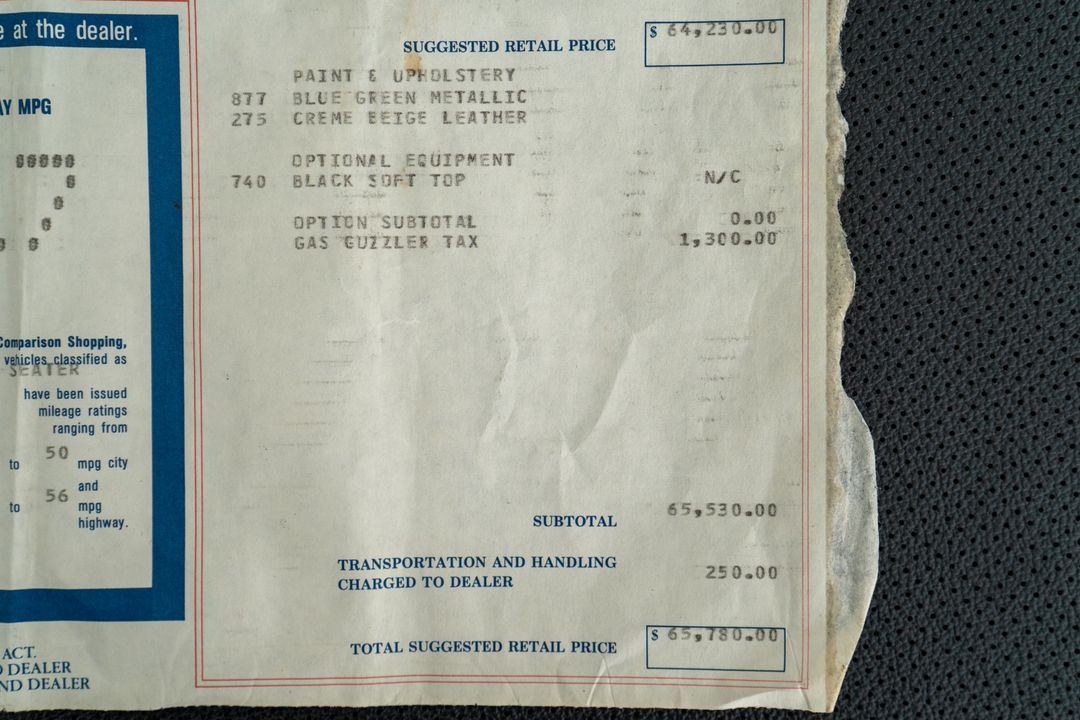 e at the dealer.
AY MPG
Comparison Shopping,
vehicles classified as
SEATER
have been issued
mileage ratings
ranging from
to 50 mpg city
and
to 56 mpg
highway.
ACT.
DEALER
ND DEALER
SUGGESTED RETAIL PRICE $ 64,230.00
PAINT & UPHOLSTERY
877 BLUE GREEN METALLIC
275 CREME BEIGE LEATHER
OPTIONAL EQUIPMENT
740 BLACK SOFT TOP N/C
OPTION SUBTOTAL 0.00
GAS GUZZLER TAX 1,300.00
SUBTOTAL 65,530.00
TRANSPORTATION AND HANDLING
CHARGED TO DEALER 250.00
TOTAL SUGGESTED RETAIL PRICE $ 65,780.00